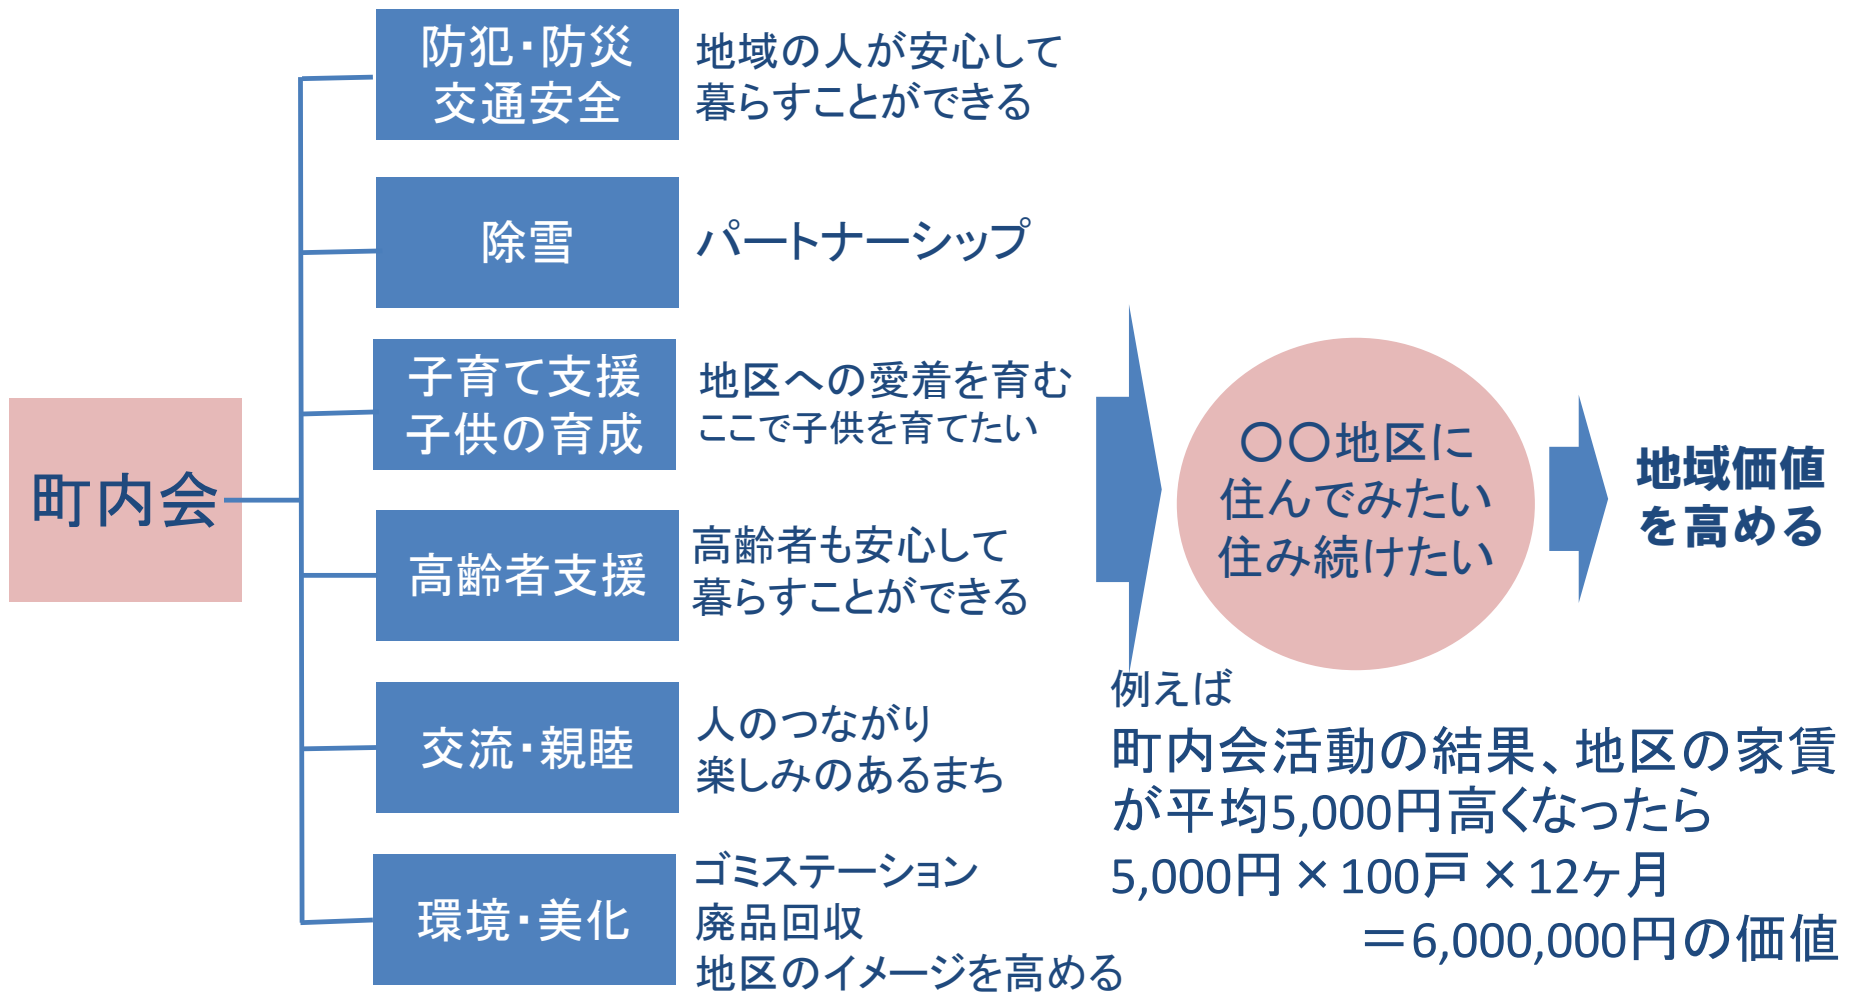 町内会
防犯・防災
交通安全
地域の人が安心して
暮らすことができる
除雪
パートナーシップ
子育て支援
子供の育成
地区への愛着を育む
ここで子供を育てたい
高齢者支援
高齢者も安心して
暮らすことができる
交流・親睦
人のつながり
楽しみのあるまち
環境・美化
ゴミステーション
廃品回収
地区のイメージを高める
〇〇地区に
住んでみたい
住み続けたい
地域価値
を高める
例えば
町内会活動の結果、地区の家賃
が平均5,000円高くなったら
5,000円×100戸×12ヶ月
＝6,000,000円の価値